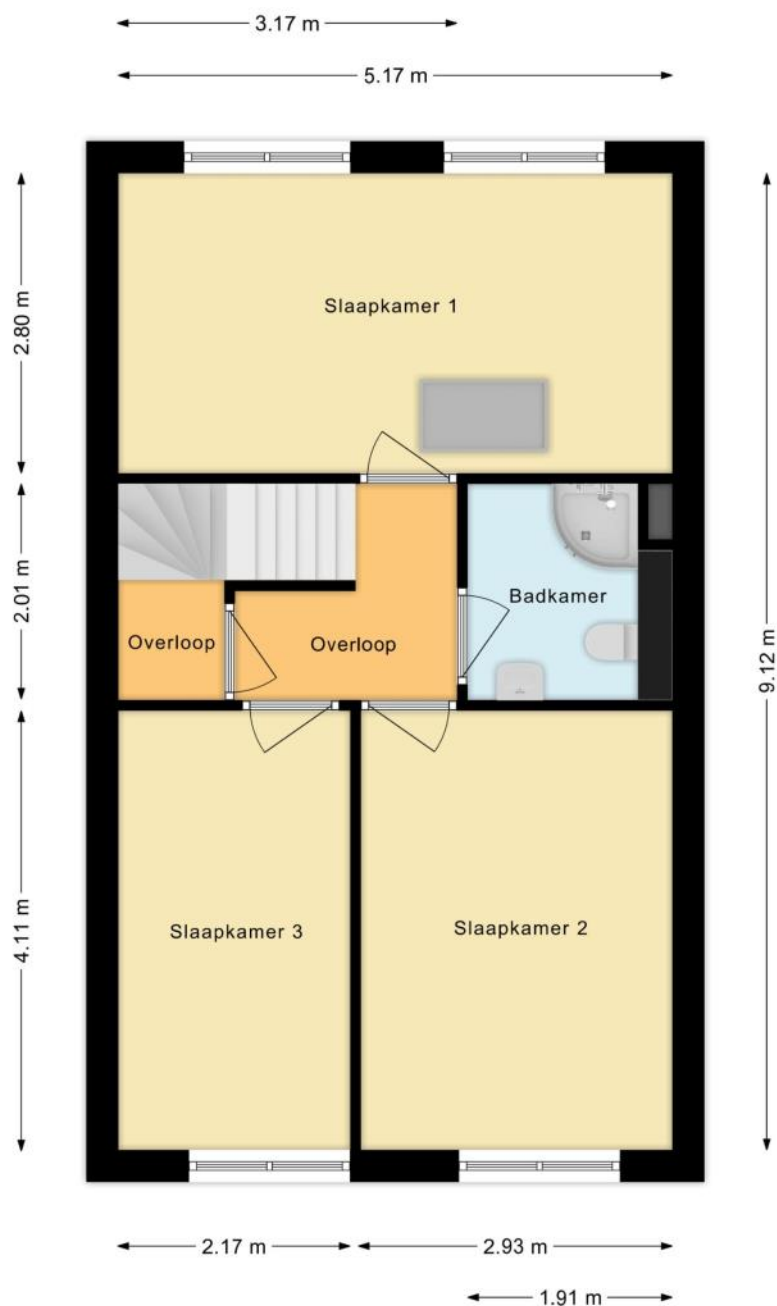 3.17 m
5.17 m
Slaapkamer 1
2.80 m
2.01 m
9.12 m
Badkamer
Overloop
Overloop
4.11 m
Slaapkamer 3
Slaapkamer 2
2.17 m
2.93 m
1.91 m